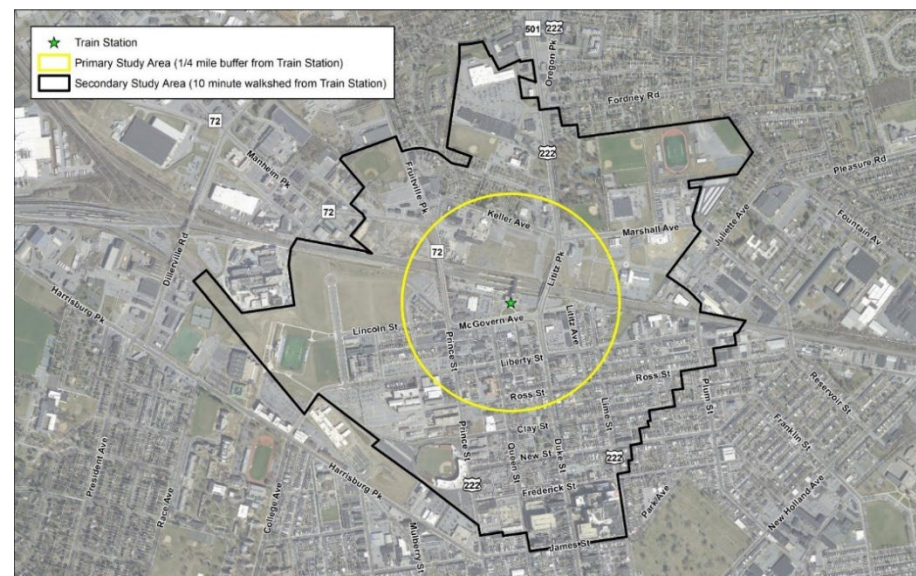 Train Station
Primary Study Area (1/4 mile buffer from Train Station)
Secondary Study Area (10 minute walkshed from Train Station)
501
222
Oregon Pk
Fordney Rd
72
222
Manheim Pk
Pleasure Rd
Fruitville Pk
72
Keller Ave
Juliette Ave
Fountain Av
Marshall Ave
72
Dillerville Rd
Lititz Pk
Harrisburg Pk
McGovern Ave
Lincoln St
Lititz Ave
Prince St
Liberty St
Ross St
Ross St
Plum St
Reservoir St
Lime St
Clay St
Franklin St
Prince St
Queen St
Duke St
New St
222
President Ave
Race Ave
College Ave
Harrisburg Pk
222
Frederick St
New Holland Ave
Park Ave
Mulberry St
James St